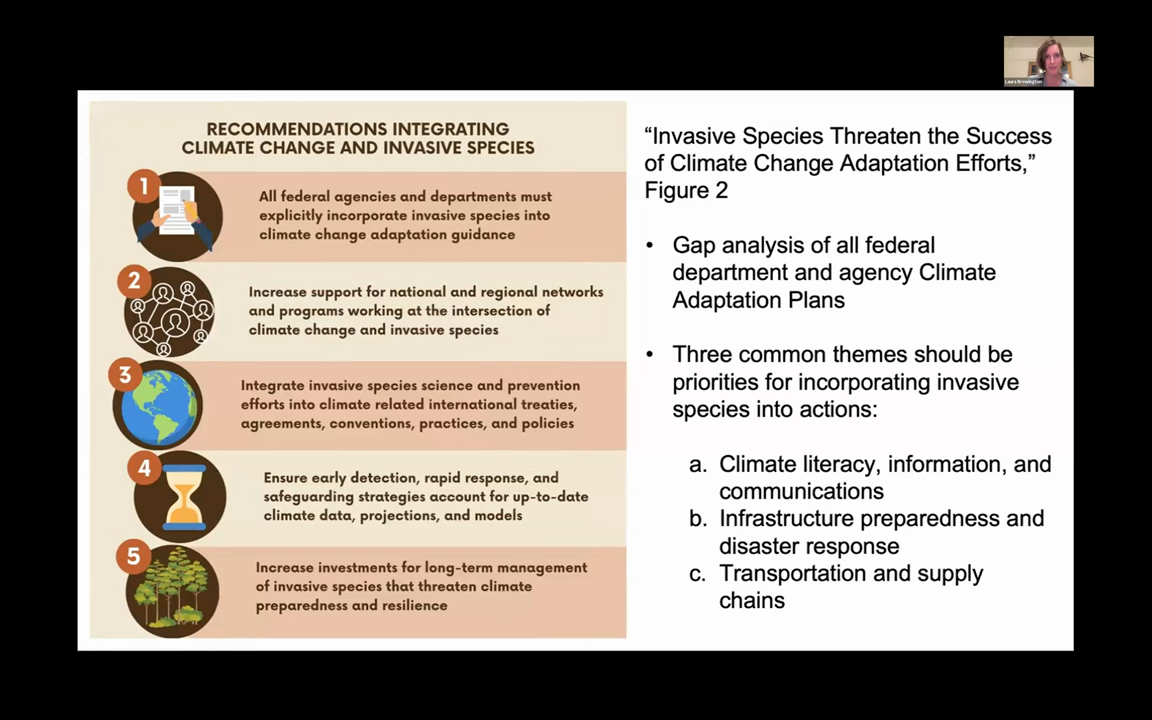 Laura Brewington
RECOMMENDATIONS INTEGRATING
CLIMATE CHANGE AND INVASIVE SPECIES
1
All federal agencies and departments must
explicitly incorporate invasive species into
climate change adaptation guidance
2
Increase support for national and regional networks
and programs working at the intersection of
climate change and invasive species
3
Integrate invasive species science and prevention
efforts into climate related international treaties,
agreements, conventions, practices, and policies
4
Ensure early detection, rapid response, and
safeguarding strategies account for up-to-date
climate data, projections, and models
5
Increase investments for long-term management
of invasive species that threaten climate
preparedness and resilience
“Invasive Species Threaten the Success
of Climate Change Adaptation Efforts,”
Figure 2
• Gap analysis of all federal
department and agency Climate
Adaptation Plans
• Three common themes should be
priorities for incorporating invasive
species into actions:
a. Climate literacy, information, and
communications
b. Infrastructure preparedness and
disaster response
c. Transportation and supply
chains